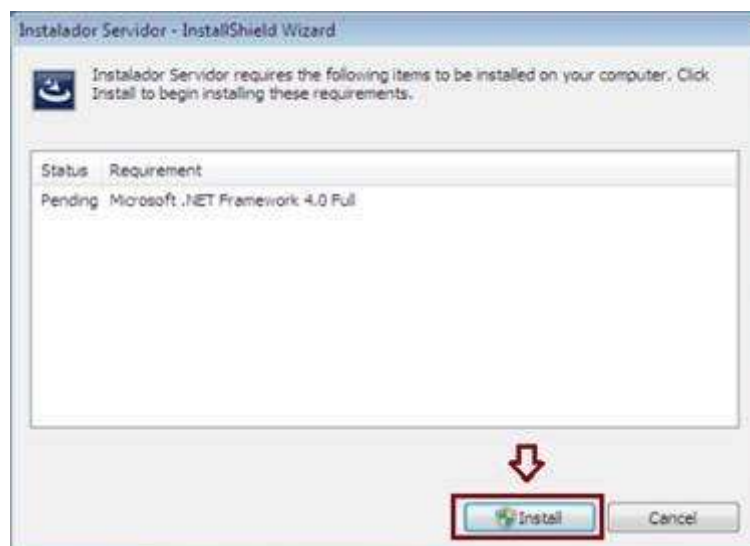 Instalador Servidor - InstallShield Wizard
Instalador Servidor requires the following items to be installed on your computer. Click
Install to begin installing these requirements.
Status Requirement
Pending Microsoft .NET Framework 4.0 Full
Install Cancel